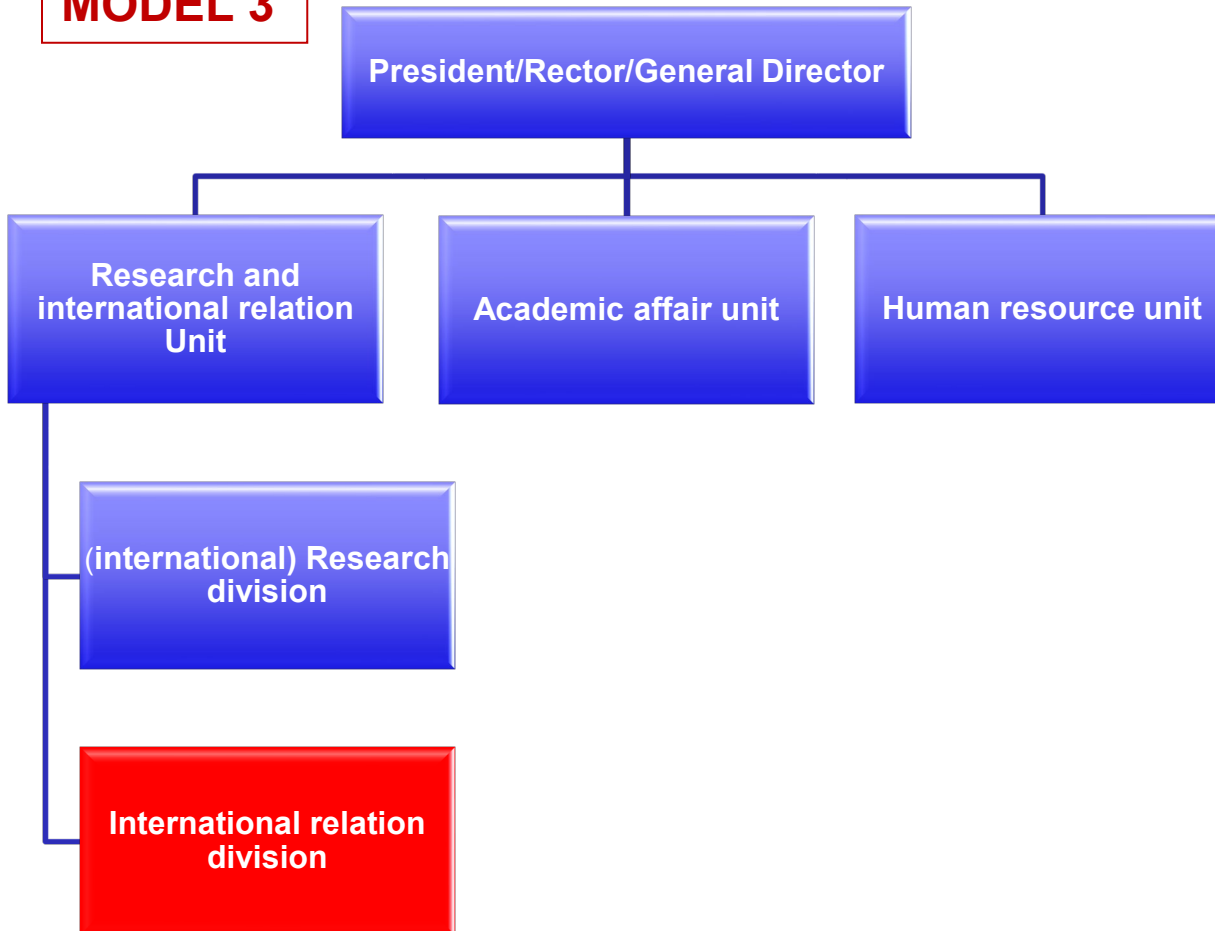 MODEL 3
President/Rector/General Director
Research and
international relation
Unit
Academic affair unit
Human resource unit
(international) Research
division
International relation
division